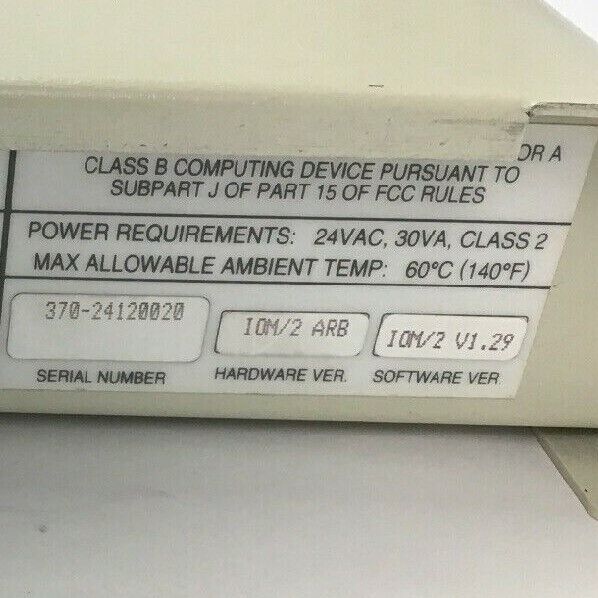 OR A
CLASS B COMPUTING DEVICE PURSUANT TO
SUBPART J OF PART 15 OF FCC RULES
POWER REQUIREMENTS: 24VAC, 30VA, CLASS 2
MAX ALLOWABLE AMBIENT TEMP: 60°C (140°F)
370-24120020
IOM/2 ARB
IOM/2 V1.29
SERIAL NUMBER
HARDWARE VER.
SOFTWARE VER.